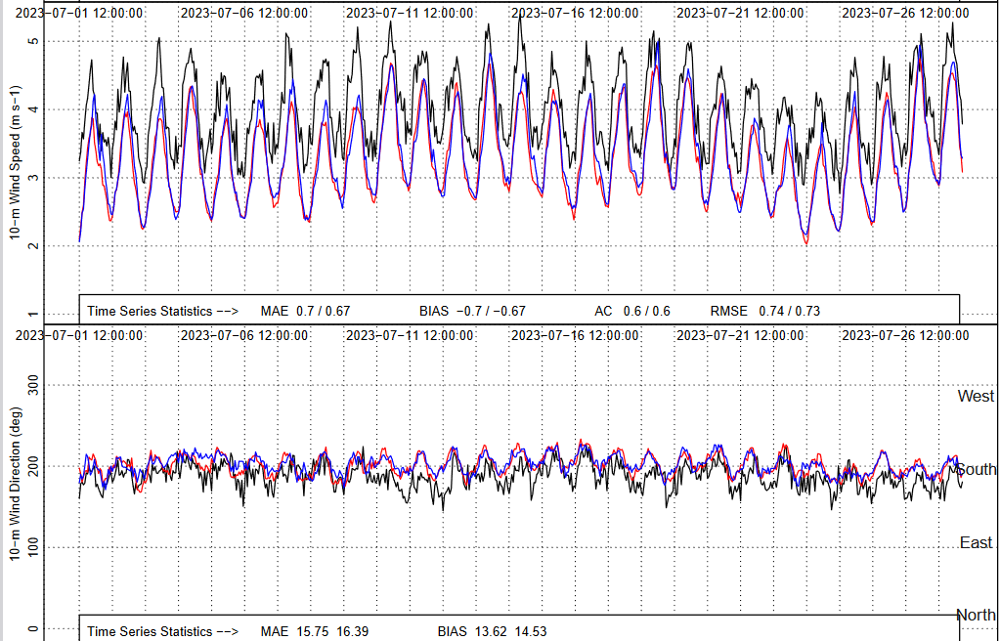 2023−07−01 12:00:00 2023−07−06 12:00:00 2023−07−11 12:00:00 2023−07−16 12:00:00 2023−07−21 12:00:00 2023−07−26 12:00:00
10−m Wind Speed (m s−1)
5
4
3
2
1
Time Series Statistics −−> MAE 0.7 / 0.67 BIAS −0.7 / −0.67 AC 0.6 / 0.6 RMSE 0.74 / 0.73
2023−07−01 12:00:00 2023−07−06 12:00:00 2023−07−11 12:00:00 2023−07−16 12:00:00 2023−07−21 12:00:00 2023−07−26 12:00:00
10−m Wind Direction (deg)
300
200
100
0
West
South
East
North
Time Series Statistics −−> MAE 15.75 16.39 BIAS 13.62 14.53